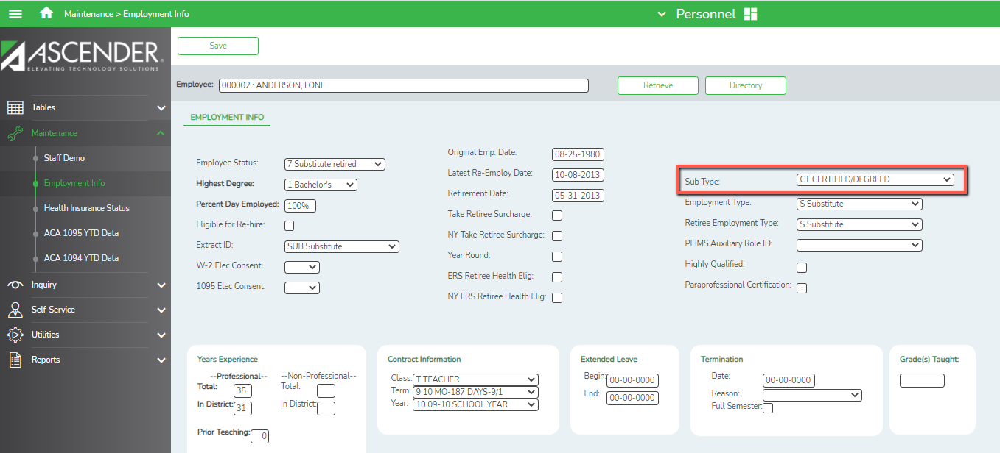 Maintenance > Employment Info
Personnel
ASCENDER
ELEVATING TECHNOLOGY SOLUTIONS
Tables
Maintenance
Staff Demo
Employment Info
Health Insurance Status
ACA 1095 YTD Data
ACA 1094 YTD Data
Inquiry
Self-Service
Utilities
Reports
Save
Employee: 000002 : ANDERSON, LONI
Retrieve
Directory
EMPLOYMENT INFO
Employee Status: 7 Substitute retired
Highest Degree: 1 Bachelor's
Percent Day Employed: 100%
Eligible for Re-hire:
Extract ID: SUB Substitute
W-2 Elec Consent:
1095 Elec Consent:
Original Emp. Date: 08-25-1980
Latest Re-Employ Date: 10-08-2013
Retirement Date: 05-31-2013
Take Retiree Surcharge:
NY Take Retiree Surcharge:
Year Round:
ERS Retiree Health Elig:
NY ERS Retiree Health Elig:
Sub Type: CT CERTIFIED/DEGREED
Employment Type: S Substitute
Retiree Employment Type: S Substitute
PEIMS Auxiliary Role ID:
Highly Qualified:
Paraprofessional Certification:
Years Experience
--Professional-- --Non-Professional--
Total: 35 Total:
In District: 31 In District:
Prior Teaching: 0
Contract Information
Class: T TEACHER
Term: 9 10 MO-187 DAYS-9/1
Year: 10 09-10 SCHOOL YEAR
Extended Leave
Begin: 00-00-0000
End: 00-00-0000
Termination
Date: 00-00-0000
Reason:
Full Semester:
Grade(s) Taught: